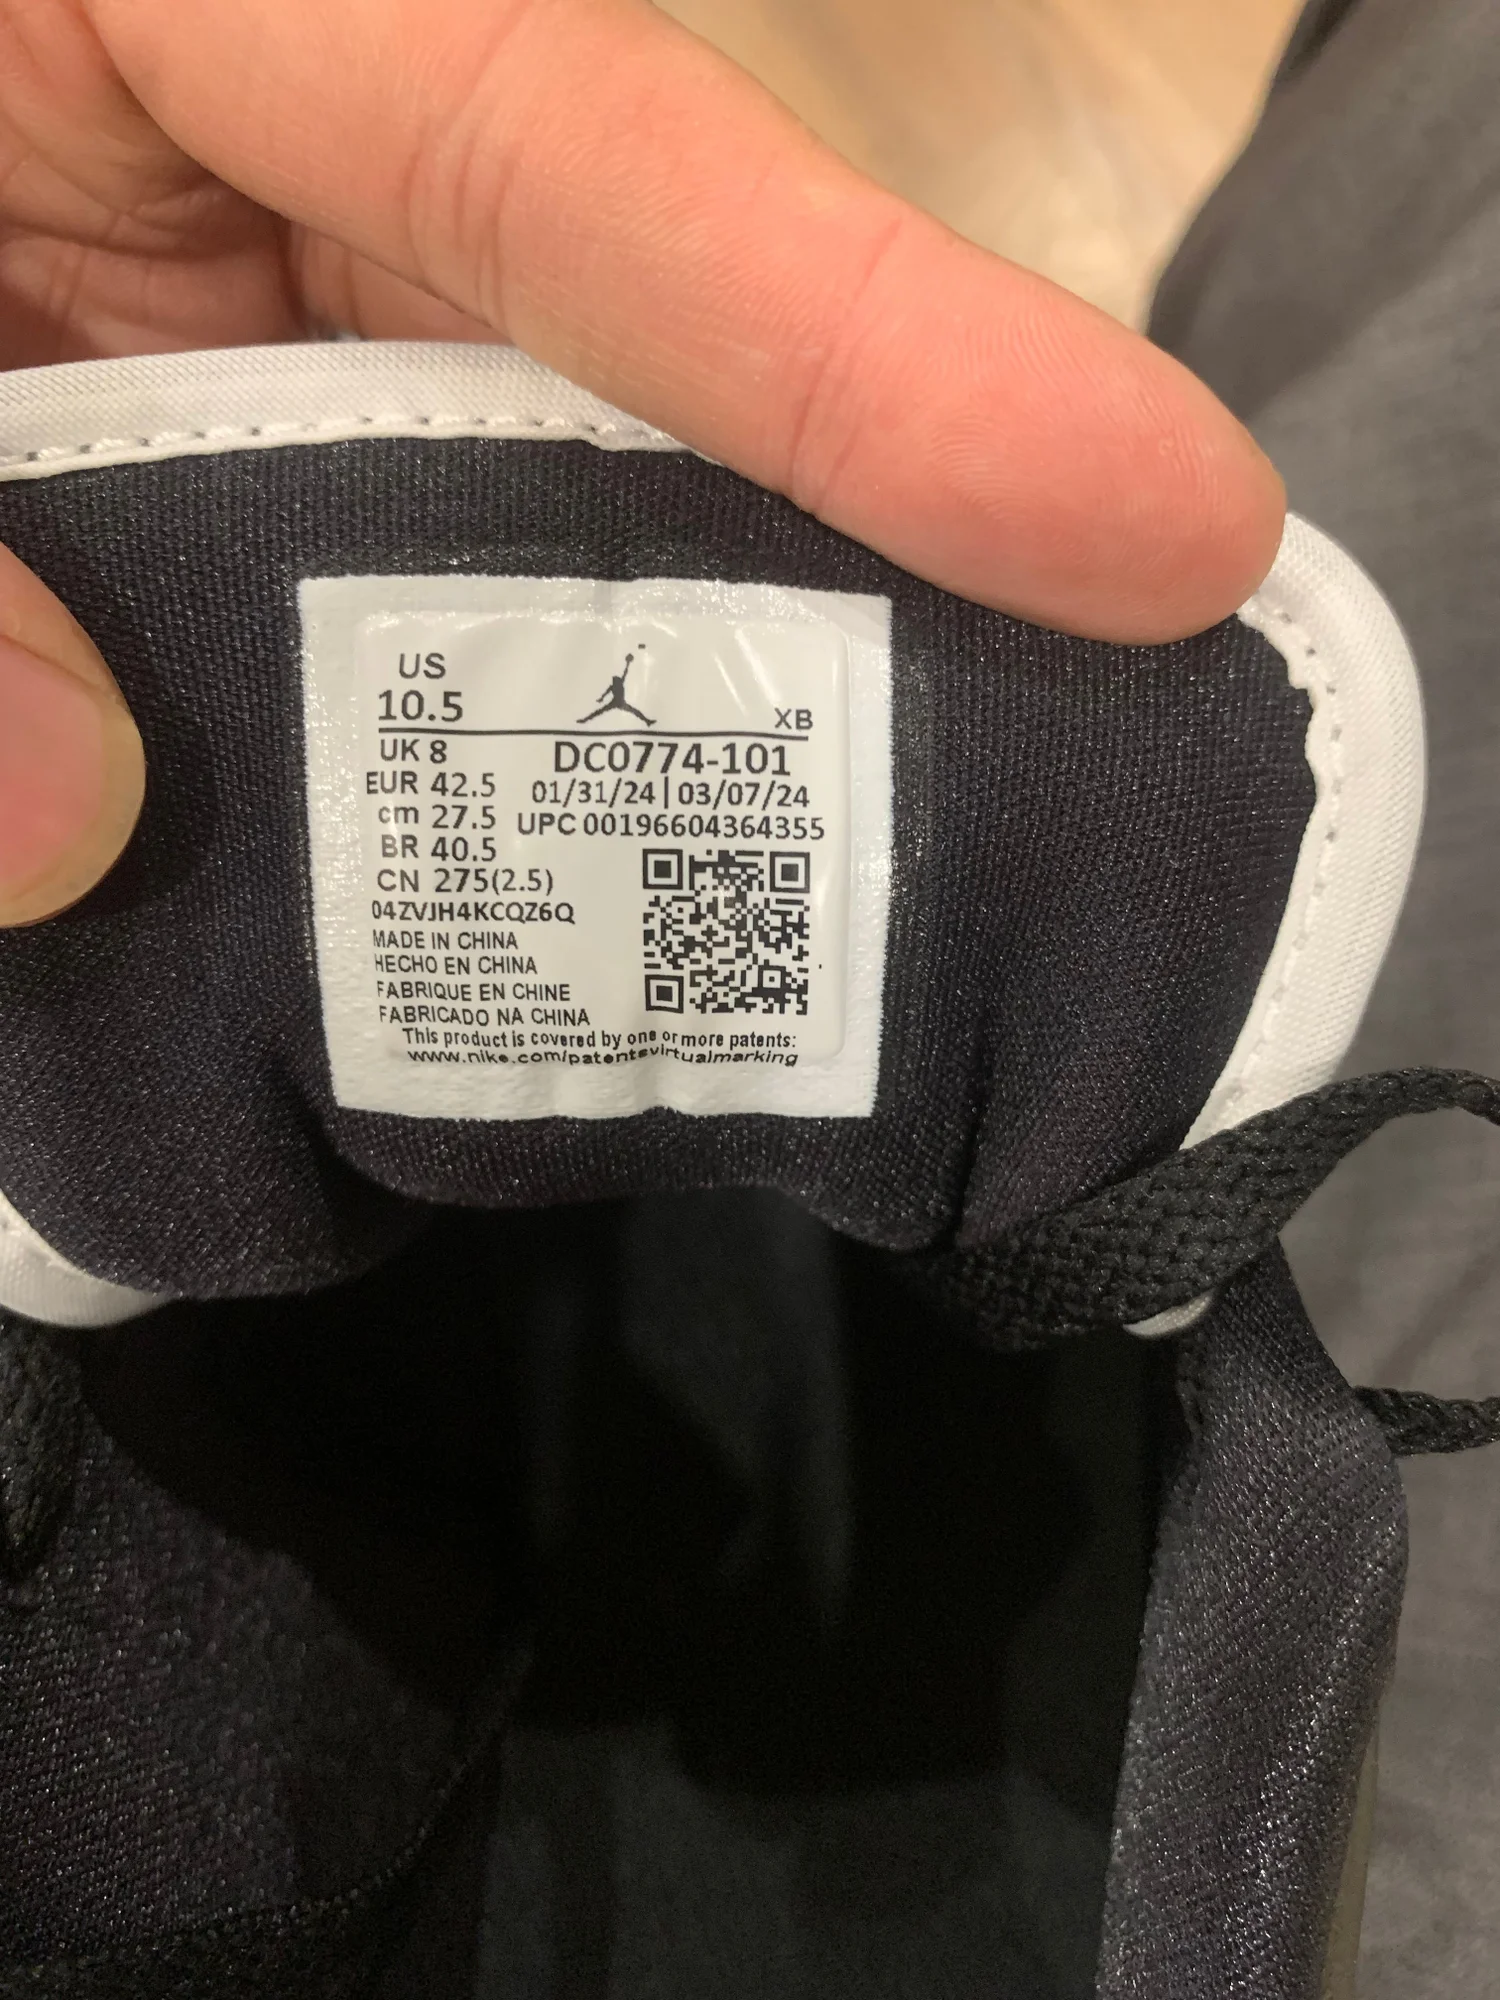 US
10.5
XB
UK 8
DC0774-101
EUR 42.5
01/31/24 | 03/07/24
cm 27.5
UPC 00196604364355
BR 40.5
CN 275(2.5)
04ZVJH4KCQZ6Q
MADE IN CHINA
HECHO EN CHINA
FABRIQUE EN CHINE
FABRICADO NA CHINA
This product is covered by one or more patents:
www.nike.com/patentsvirtualmarking